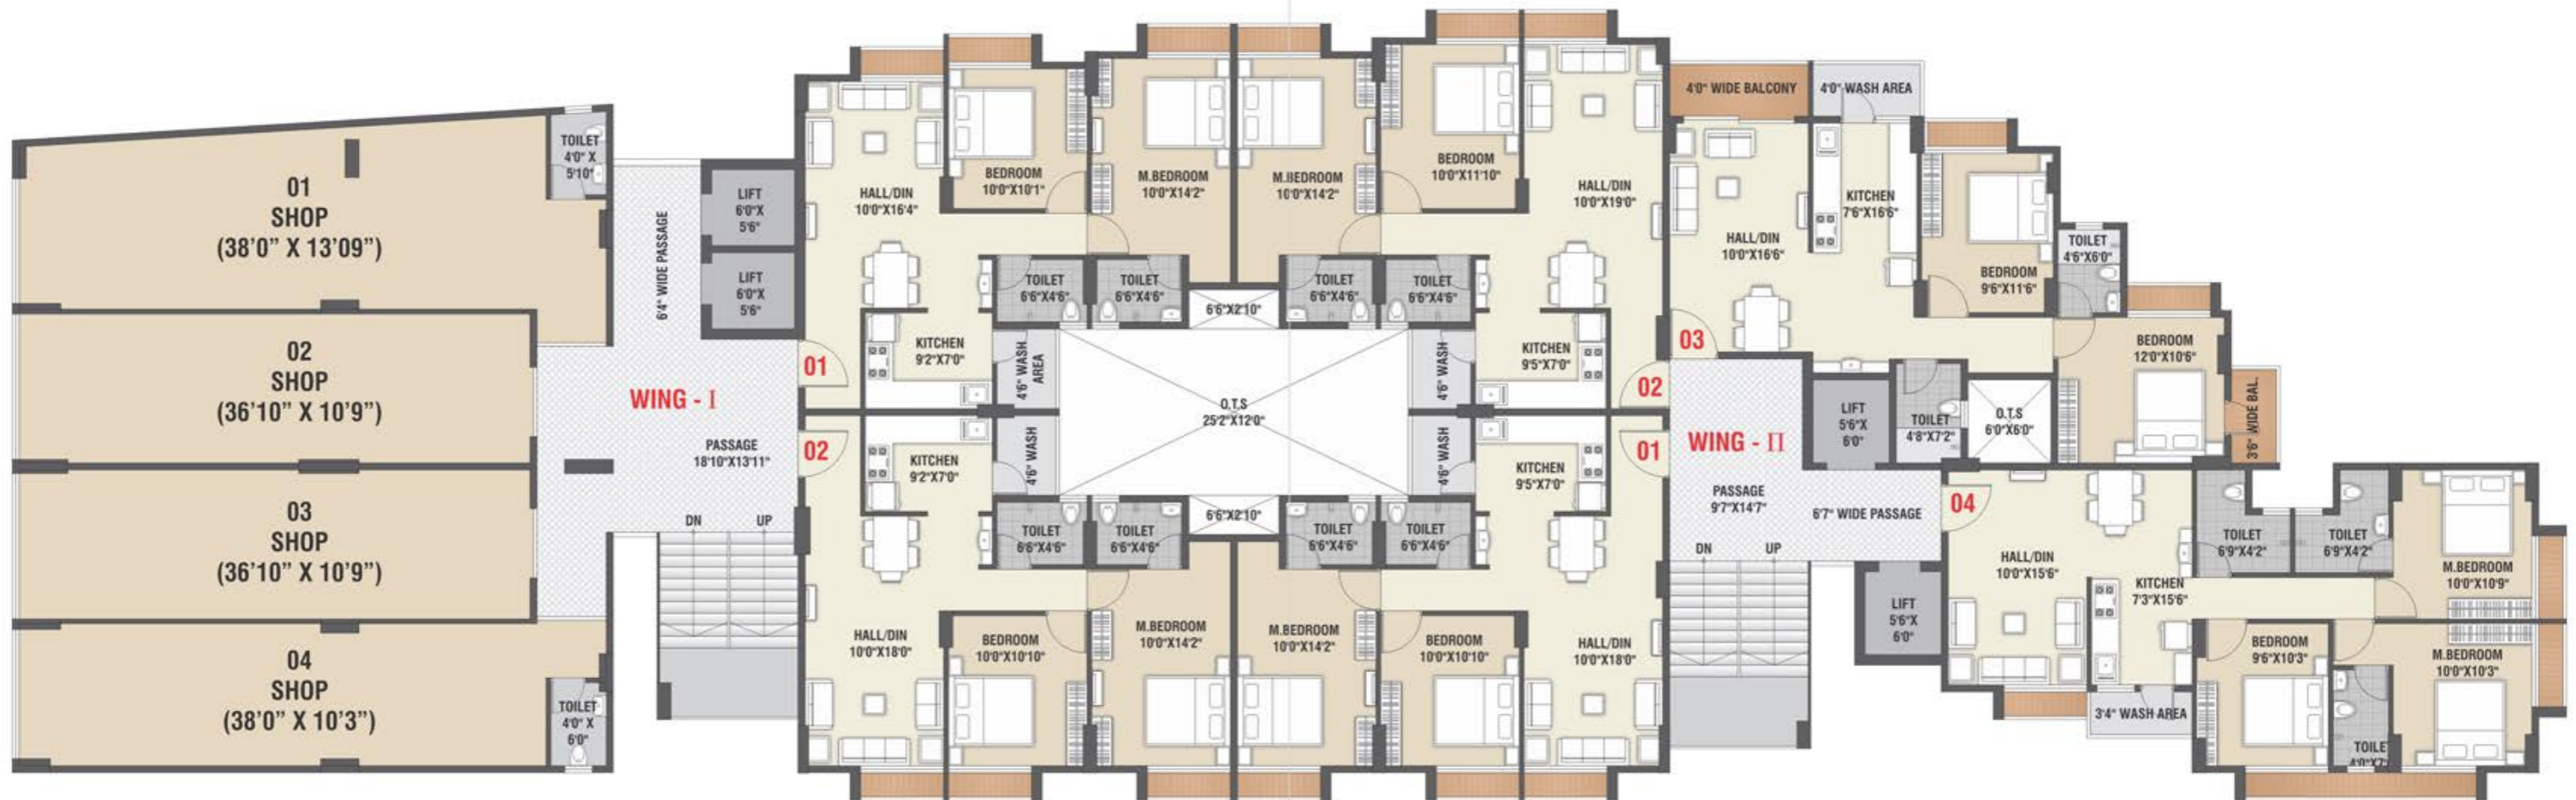 01
SHOP
(38'0" X 13'09")
TOILET
4'0" X
5'10"
02
SHOP
(36'10" X 10'9")
03
SHOP
(36'10" X 10'9")
04
SHOP
(38'0" X 10'3")
TOILET
4'0" X
6'0"
6'4" WIDE PASSAGE
LIFT
6'0"X
5'6"
LIFT
6'0"X
5'6"
WING - I
PASSAGE
18'10"X13'11"
DN
UP
01
HALL/DIN
10'0"X16'4"
BEDROOM
10'0"X10'1"
M.BEDROOM
10'0"X14'2"
TOILET
6'6"X4'6"
TOILET
6'6"X4'6"
KITCHEN
9'2"X7'0"
4'6" WASH
AREA
02
KITCHEN
9'2"X7'0"
4'6" WASH
TOILET
6'6"X4'6"
TOILET
6'6"X4'6"
HALL/DIN
10'0"X18'0"
BEDROOM
10'0"X10'10"
M.BEDROOM
10'0"X14'2"
6'6"X2'10"
O.T.S
25'2"X12'0"
6'6"X2'10"
M.BEDROOM
10'0"X14'2"
BEDROOM
10'0"X11'10"
HALL/DIN
10'0"X19'0"
TOILET
6'6"X4'6"
TOILET
6'6"X4'6"
4'6" WASH
KITCHEN
9'5"X7'0"
02
4'6" WASH
KITCHEN
9'5"X7'0"
01
TOILET
6'6"X4'6"
TOILET
6'6"X4'6"
M.BEDROOM
10'0"X14'2"
BEDROOM
10'0"X10'10"
HALL/DIN
10'0"X18'0"
4'0" WIDE BALCONY
4'0" WASH AREA
HALL/DIN
10'0"X16'6"
KITCHEN
7'6"X16'6"
BEDROOM
9'6"X11'6"
TOILET
4'6"X6'0"
BEDROOM
12'0"X10'6"
3'6" WIDE BAL.
03
WING - II
LIFT
5'6"X
6'0"
TOILET
4'8"X7'2"
O.T.S
6'0"X6'0"
PASSAGE
9'7"X14'7"
6'7" WIDE PASSAGE
DN
UP
LIFT
5'6"X
6'0"
04
HALL/DIN
10'0"X15'6"
KITCHEN
7'3"X15'6"
3'4" WASH AREA
TOILET
6'9"X4'2"
TOILET
6'9"X4'2"
M.BEDROOM
10'0"X10'9"
BEDROOM
9'6"X10'3"
M.BEDROOM
10'0"X10'3"